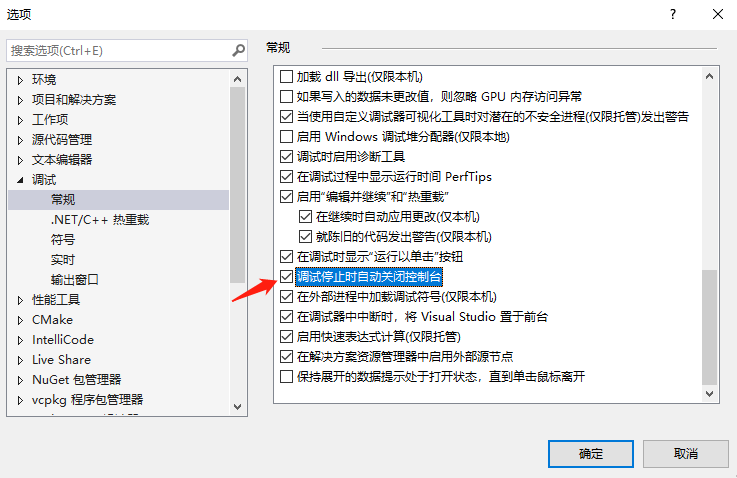 选项
搜索选项(Ctrl+E)
环境
项目和解决方案
工作项
源代码管理
文本编辑器
调试
常规
.NET/C++ 热重载
符号
实时
输出窗口
性能工具
CMake
IntelliCode
Live Share
NuGet 包管理器
vcpkg 程序包管理器
常规
加载 dll 导出(仅限本机)
如果写入的数据未更改值，则忽略 GPU 内存访问异常
当使用自定义调试器可视化工具时对潜在的不安全进程(仅限托管)发出警告
启用 Windows 调试堆分配器(仅限本地)
调试时启用诊断工具
在调试过程中显示运行时间 PerfTips
启用“编辑并继续”和“热重载”
在继续时自动应用更改(仅本机)
就陈旧的代码发出警告(仅限本机)
在调试时显示“运行以单击”按钮
调试停止时自动关闭控制台
在外部进程中加载调试符号(仅限本机)
在调试器中中断时，将 Visual Studio 置于前台
启用快速表达式计算(仅限托管)
在解决方案资源管理器中启用外部源节点
保持展开的数据提示处于打开状态，直到单击鼠标离开
确定
取消